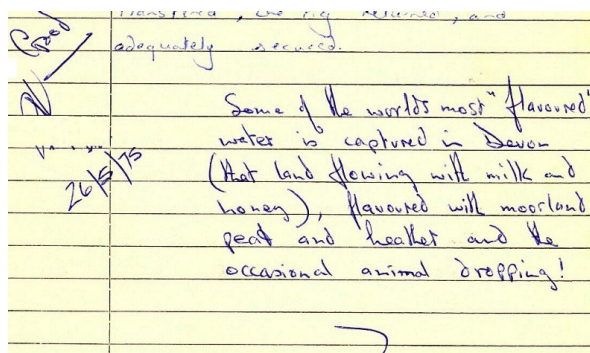 Good
adequately secured.
Some of the worlds most "flavoured"
water is captured in Devon
(that land flowing with milk and
honey), flavoured with moorland
peat and heather and the
occasional animal dropping!
26/5/75